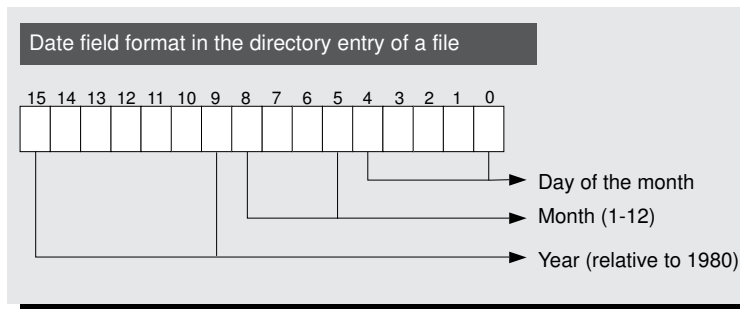 Date field format in the directory entry of a file
15 14 13 12 11 10 9 8 7 6 5 4 3 2 1 0
Day of the month
Month (1-12)
Year (relative to 1980)